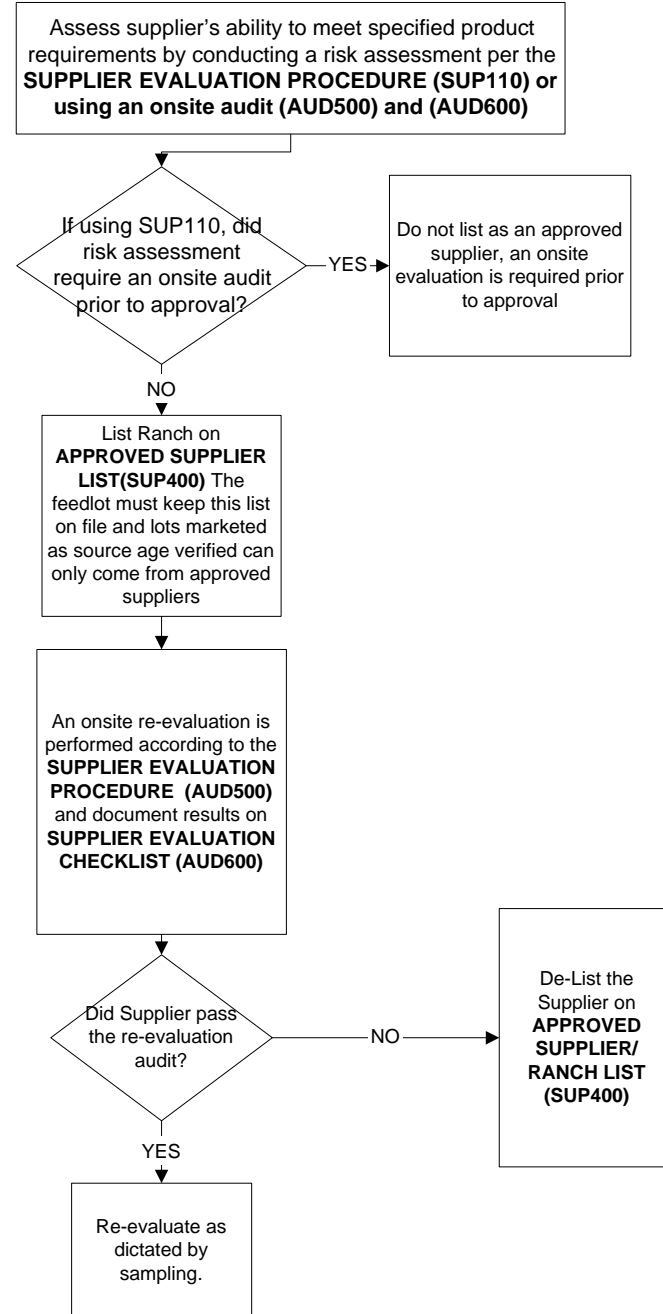 Assess supplier's ability to meet specified product
requirements by conducting a risk assessment per the
SUPPLIER EVALUATION PROCEDURE (SUP110) or
using an onsite audit (AUD500) and (AUD600)
If using SUP110, did
risk assessment
require an onsite audit
prior to approval?
YES
Do not list as an approved
supplier, an onsite
evaluation is required prior
to approval
NO
List Ranch on
APPROVED SUPPLIER
LIST(SUP400) The
feedlot must keep this list
on file and lots marketed
as source age verified can
only come from approved
suppliers
An onsite re-evaluation is
performed according to the
SUPPLIER EVALUATION
PROCEDURE (AUD500)
and document results on
SUPPLIER EVALUATION
CHECKLIST (AUD600)
Did Supplier pass
the re-evaluation
audit?
NO
De-List the
Supplier on
APPROVED
SUPPLIER/
RANCH LIST
(SUP400)
YES
Re-evaluate as
dictated by
sampling.